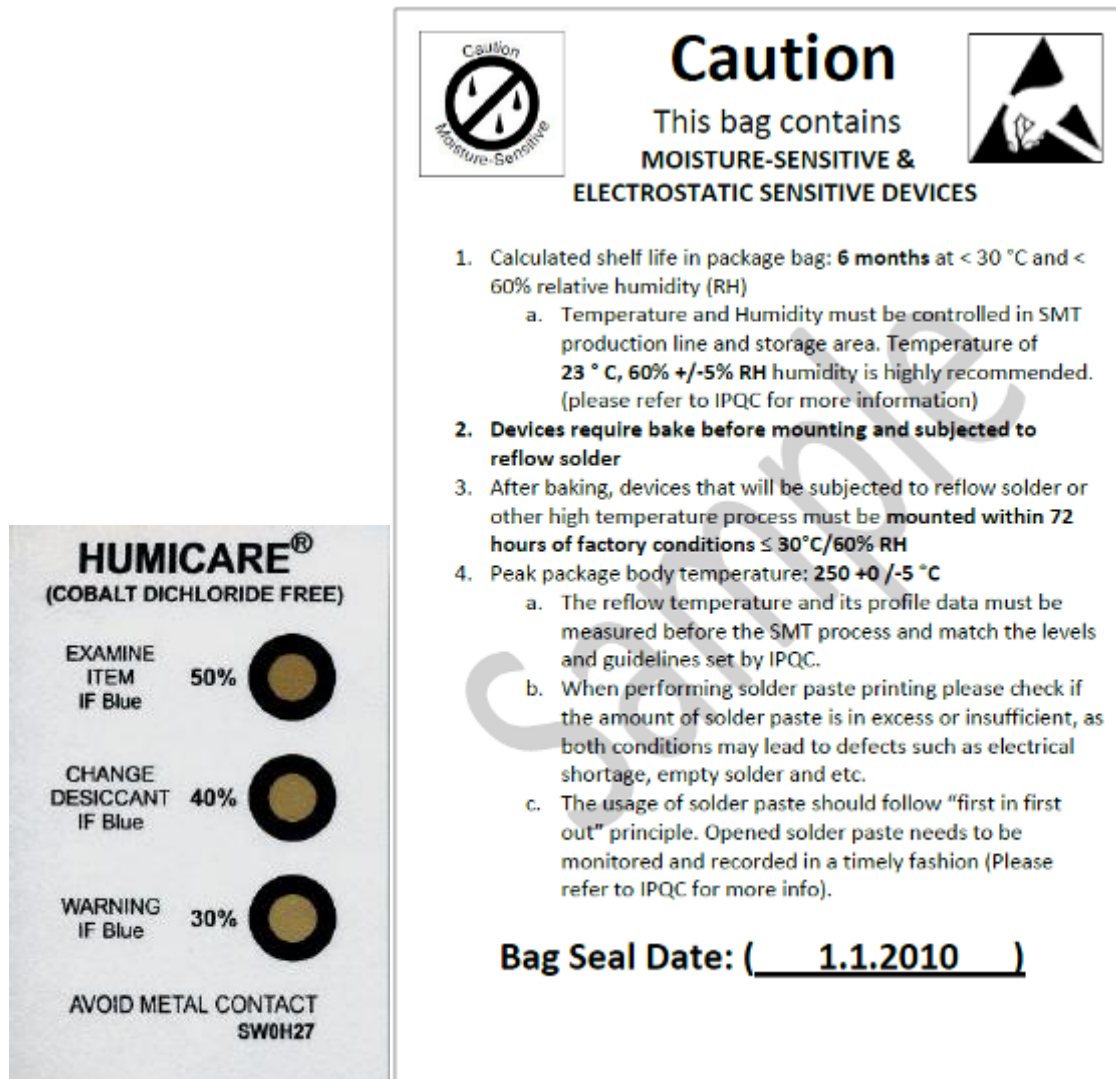 HUMICARE®
(COBALT DICHLORIDE FREE)
EXAMINE
ITEM
IF Blue
50%
CHANGE
DESICCANT
IF Blue
40%
WARNING
IF Blue
30%
AVOID METAL CONTACT
SW0H27
Caution
Moisture-Sensitive
Caution
This bag contains
MOISTURE-SENSITIVE &
ELECTROSTATIC SENSITIVE DEVICES
1. Calculated shelf life in package bag: 6 months at < 30 °C and <
60% relative humidity (RH)
a. Temperature and Humidity must be controlled in SMT
production line and storage area. Temperature of
23 ° C, 60% +/-5% RH humidity is highly recommended.
(please refer to IPQC for more information)
2. Devices require bake before mounting and subjected to
reflow solder
3. After baking, devices that will be subjected to reflow solder or
other high temperature process must be mounted within 72
hours of factory conditions ≤ 30°C/60% RH
4. Peak package body temperature: 250 +0 /-5 °C
a. The reflow temperature and its profile data must be
measured before the SMT process and match the levels
and guidelines set by IPQC.
b. When performing solder paste printing please check if
the amount of solder paste is in excess or insufficient, as
both conditions may lead to defects such as electrical
shortage, empty solder and etc.
c. The usage of solder paste should follow “first in first
out” principle. Opened solder paste needs to be
monitored and recorded in a timely fashion (Please
refer to IPQC for more info).
Bag Seal Date: ( 1.1.2010 )
Sample